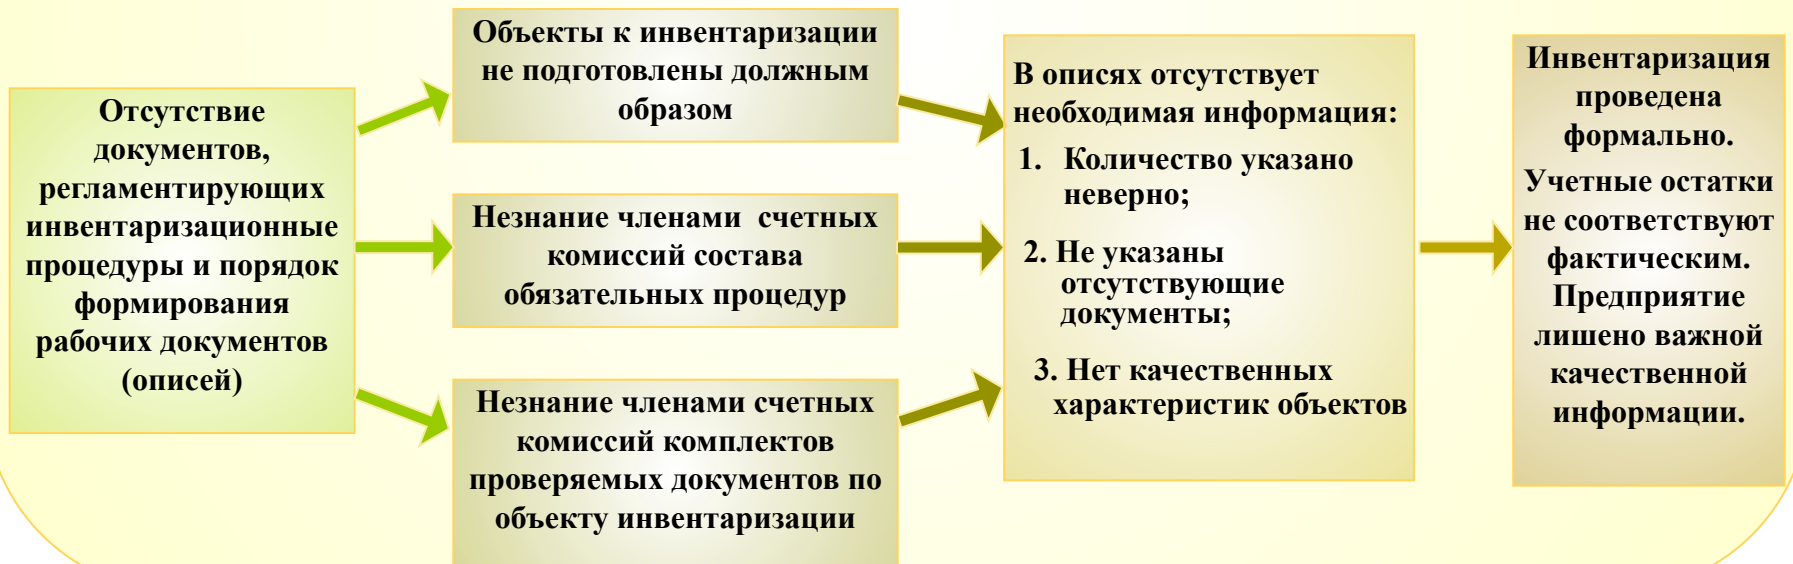 Отсутствие
документов,
регламентирующих
инвентаризационные
процедуры и порядок
формирования
рабочих документов
(описей)
Объекты к инвентаризации
не подготовлены должным
образом
Незнание членами счетных
комиссий состава
обязательных процедур
Незнание членами счетных
комиссий комплектов
проверяемых документов по
объекту инвентаризации
В описях отсутствует
необходимая информация:
1. Количество указано
неверно;
2. Не указаны
отсутствующие
документы;
3. Нет качественных
характеристик объектов
Инвентаризация
проведена
формально.
Учетные остатки
не соответствуют
фактическим.
Предприятие
лишено важной
качественной
информации.